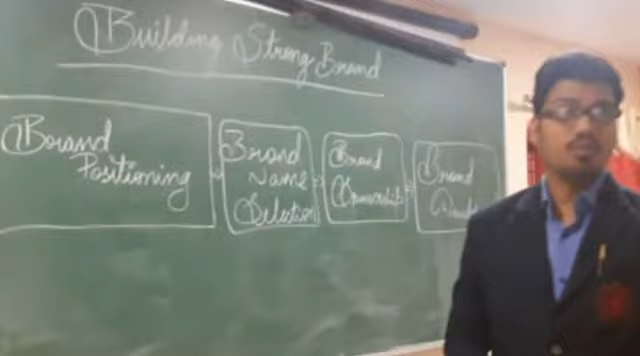 Building Strong Brand
Brand
Positioning
Brand
Name
Selection
Brand
Brand